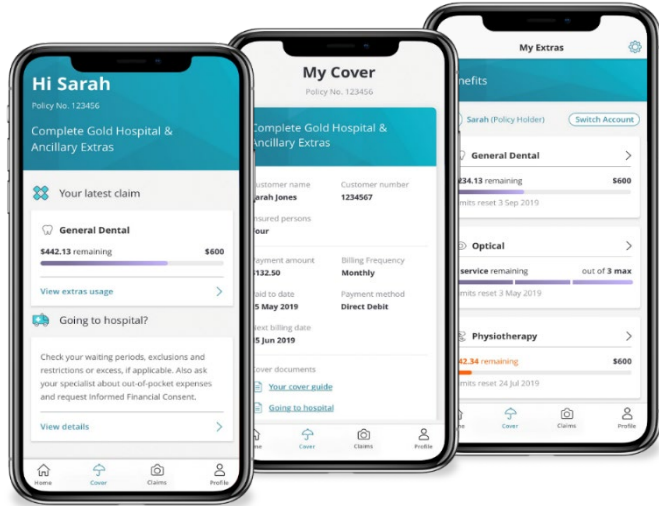 Hi Sarah
Policy No. 123456
Complete Gold Hospital &
Ancillary Extras
Your latest claim
General Dental
$442.13 remaining $600
View extras usage
Going to hospital?
Check your waiting periods, exclusions and
restrictions or excess, if applicable. Also ask
your specialist about out-of-pocket expenses
and request Informed Financial Consent.
View details
Home Cover Claims Profile
My Cover
Policy No. 123456
Complete Gold Hospital &
Ancillary Extras
Customer name Customer number
Sarah Jones 1234567
Insured persons
Four
Payment amount Billing Frequency
$132.50 Monthly
Paid to date Payment method
15 May 2019 Direct Debit
Next billing date
15 Jun 2019
Cover documents
Your cover guide
Going to hospital
Cover Claims Profile
My Extras
Sarah (Policy Holder) Switch Account
General Dental
234.13 remaining $600
limits reset 3 Sep 2019
Optical
service remaining out of 3 max
limits reset 3 May 2019
Physiotherapy
42.34 remaining $600
limits reset 24 Jul 2019
Cover Claims Profile